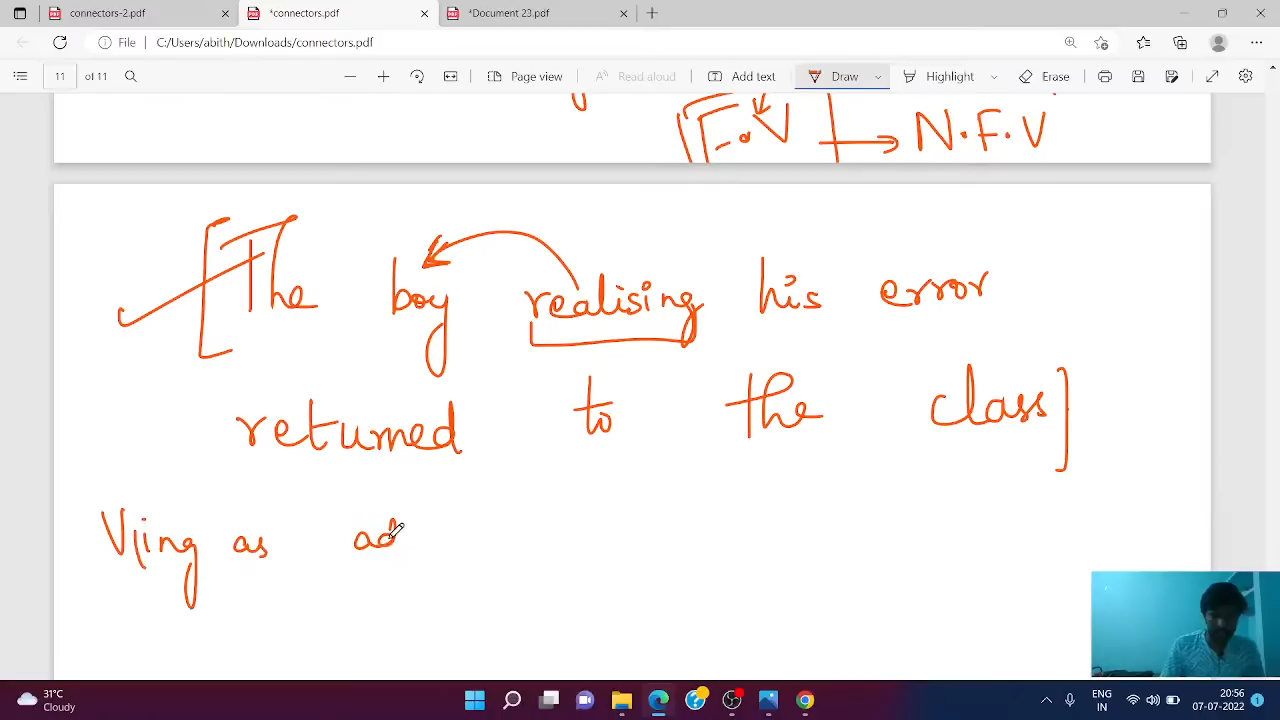 connectors-2.pdf
*connectors.pdf
*Document 23.pdf
File C:/Users/abith/Downloads/connectors.pdf
11 of 11
Page view
Read aloud
Add text
Draw
Highlight
Erase
F.V
N.F.V
The boy realising his error
returned to the class
V1ing as ad
31°C
Cloudy
ENG
IN
20:56
07-07-2022